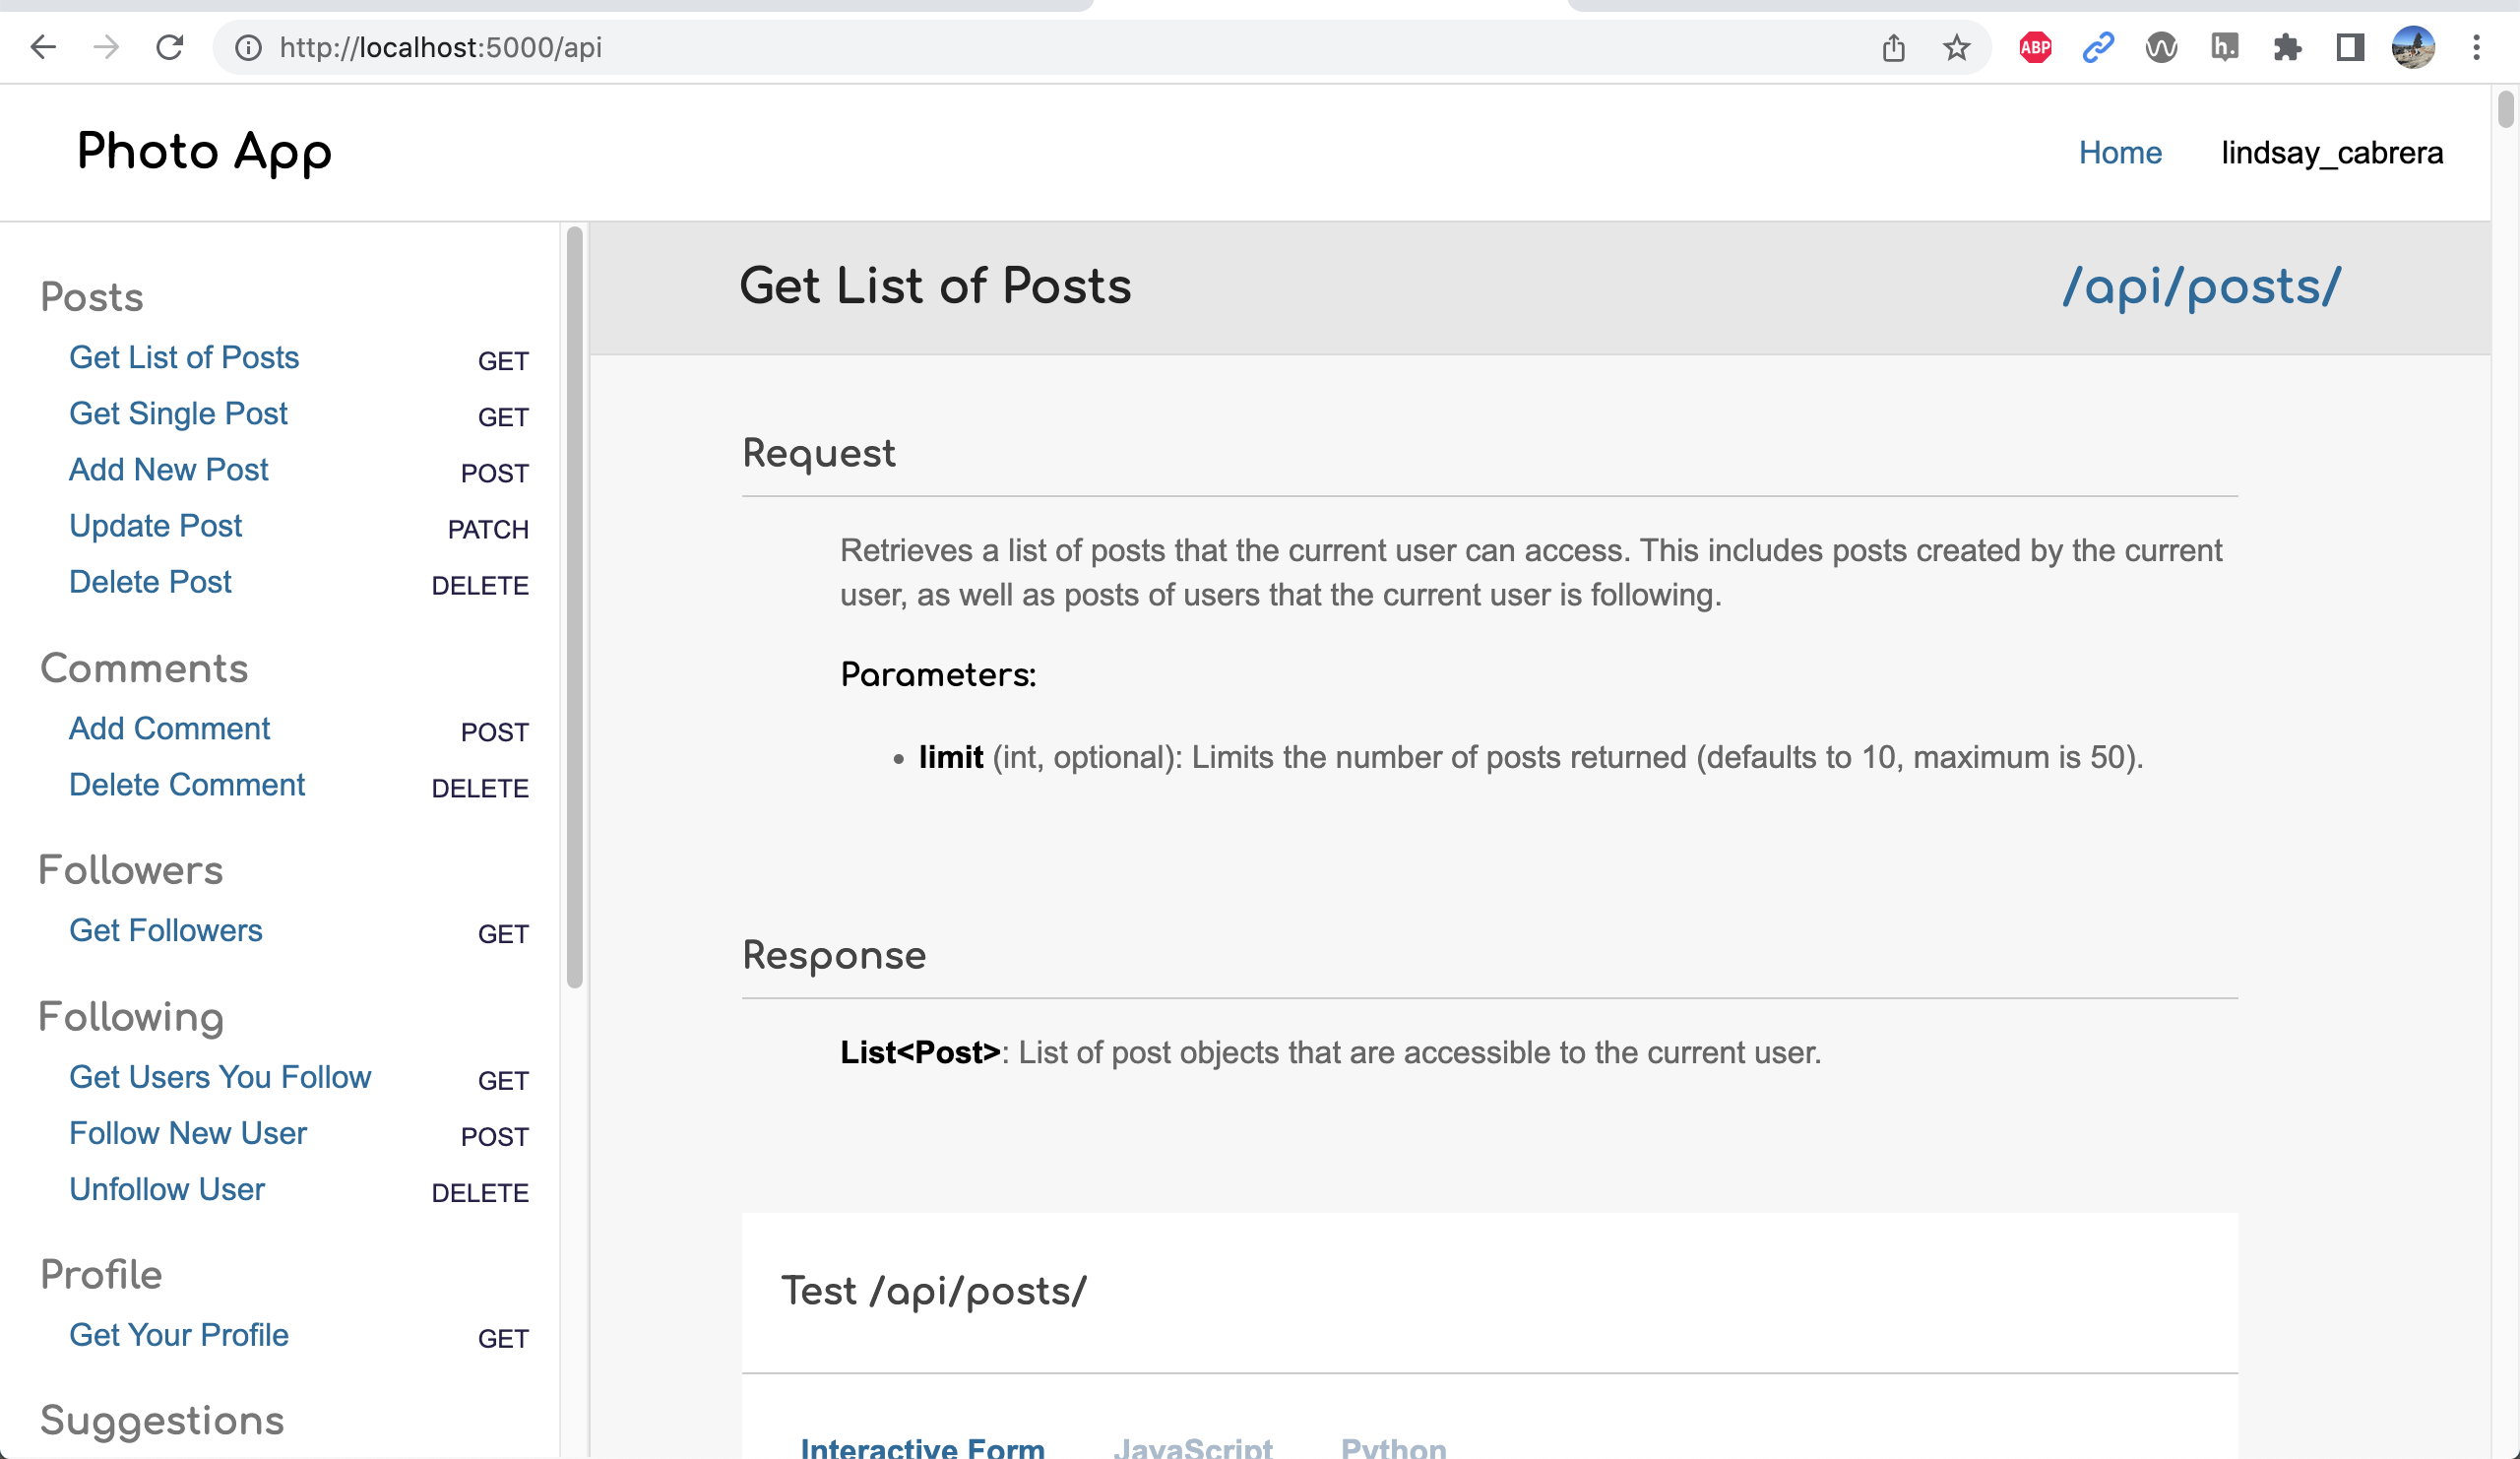 http://localhost:5000/api
ABP
h.
Photo App
Home
lindsay_cabrera
Posts
Get List of Posts GET
Get Single Post GET
Add New Post POST
Update Post PATCH
Delete Post DELETE
Comments
Add Comment POST
Delete Comment DELETE
Followers
Get Followers GET
Following
Get Users You Follow GET
Follow New User POST
Unfollow User DELETE
Profile
Get Your Profile GET
Suggestions
Get List of Posts /api/posts/
Request
Retrieves a list of posts that the current user can access. This includes posts created by the current
user, as well as posts of users that the current user is following.
Parameters:
• limit (int, optional): Limits the number of posts returned (defaults to 10, maximum is 50).
Response
List<Post>: List of post objects that are accessible to the current user.
Test /api/posts/
Interactive Form JavaScript Python